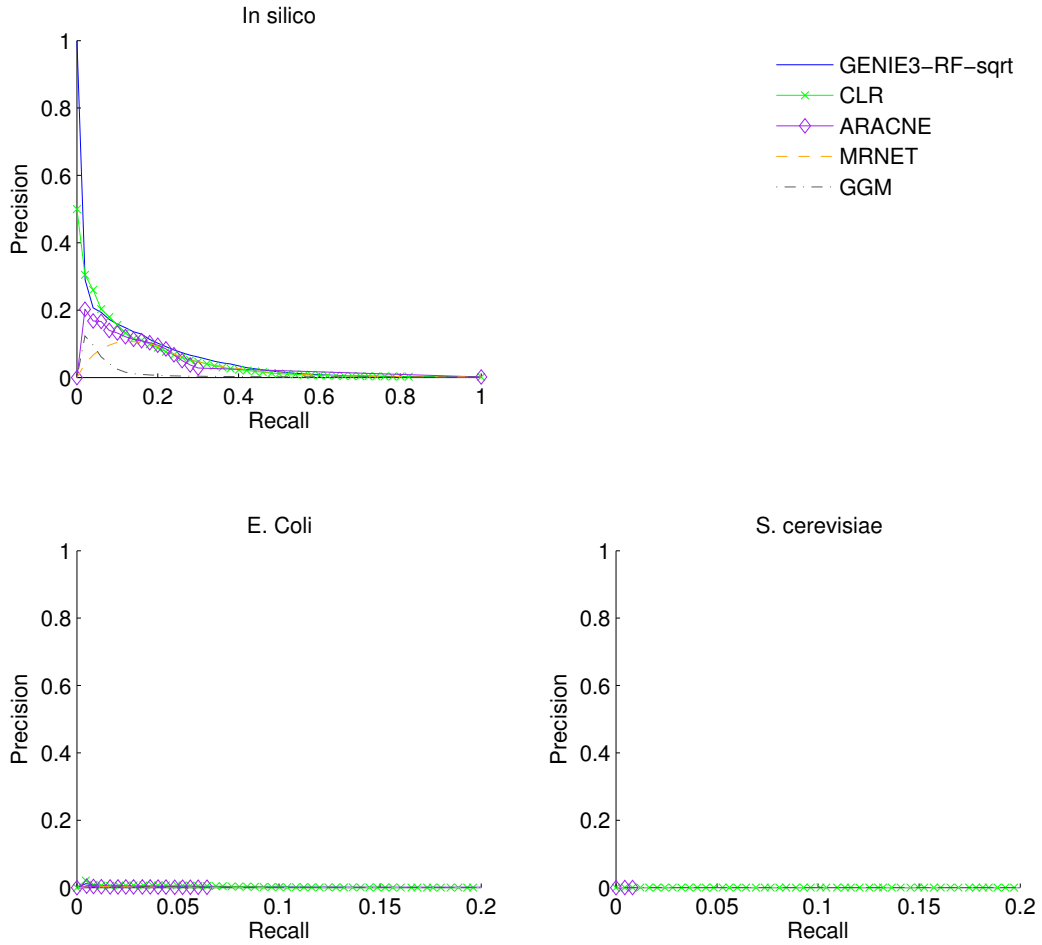 In silico
1
0.8
0.6
0.4
0.2
0
Precision
0 0.2 0.4 0.6 0.8 1
Recall
GENIE3−RF−sqrt
CLR
ARACNE
MRNET
GGM
E. Coli
1
0.8
0.6
0.4
0.2
0
Precision
0 0.05 0.1 0.15 0.2
Recall
S. cerevisiae
1
0.8
0.6
0.4
0.2
0
Precision
0 0.05 0.1 0.15 0.2
Recall